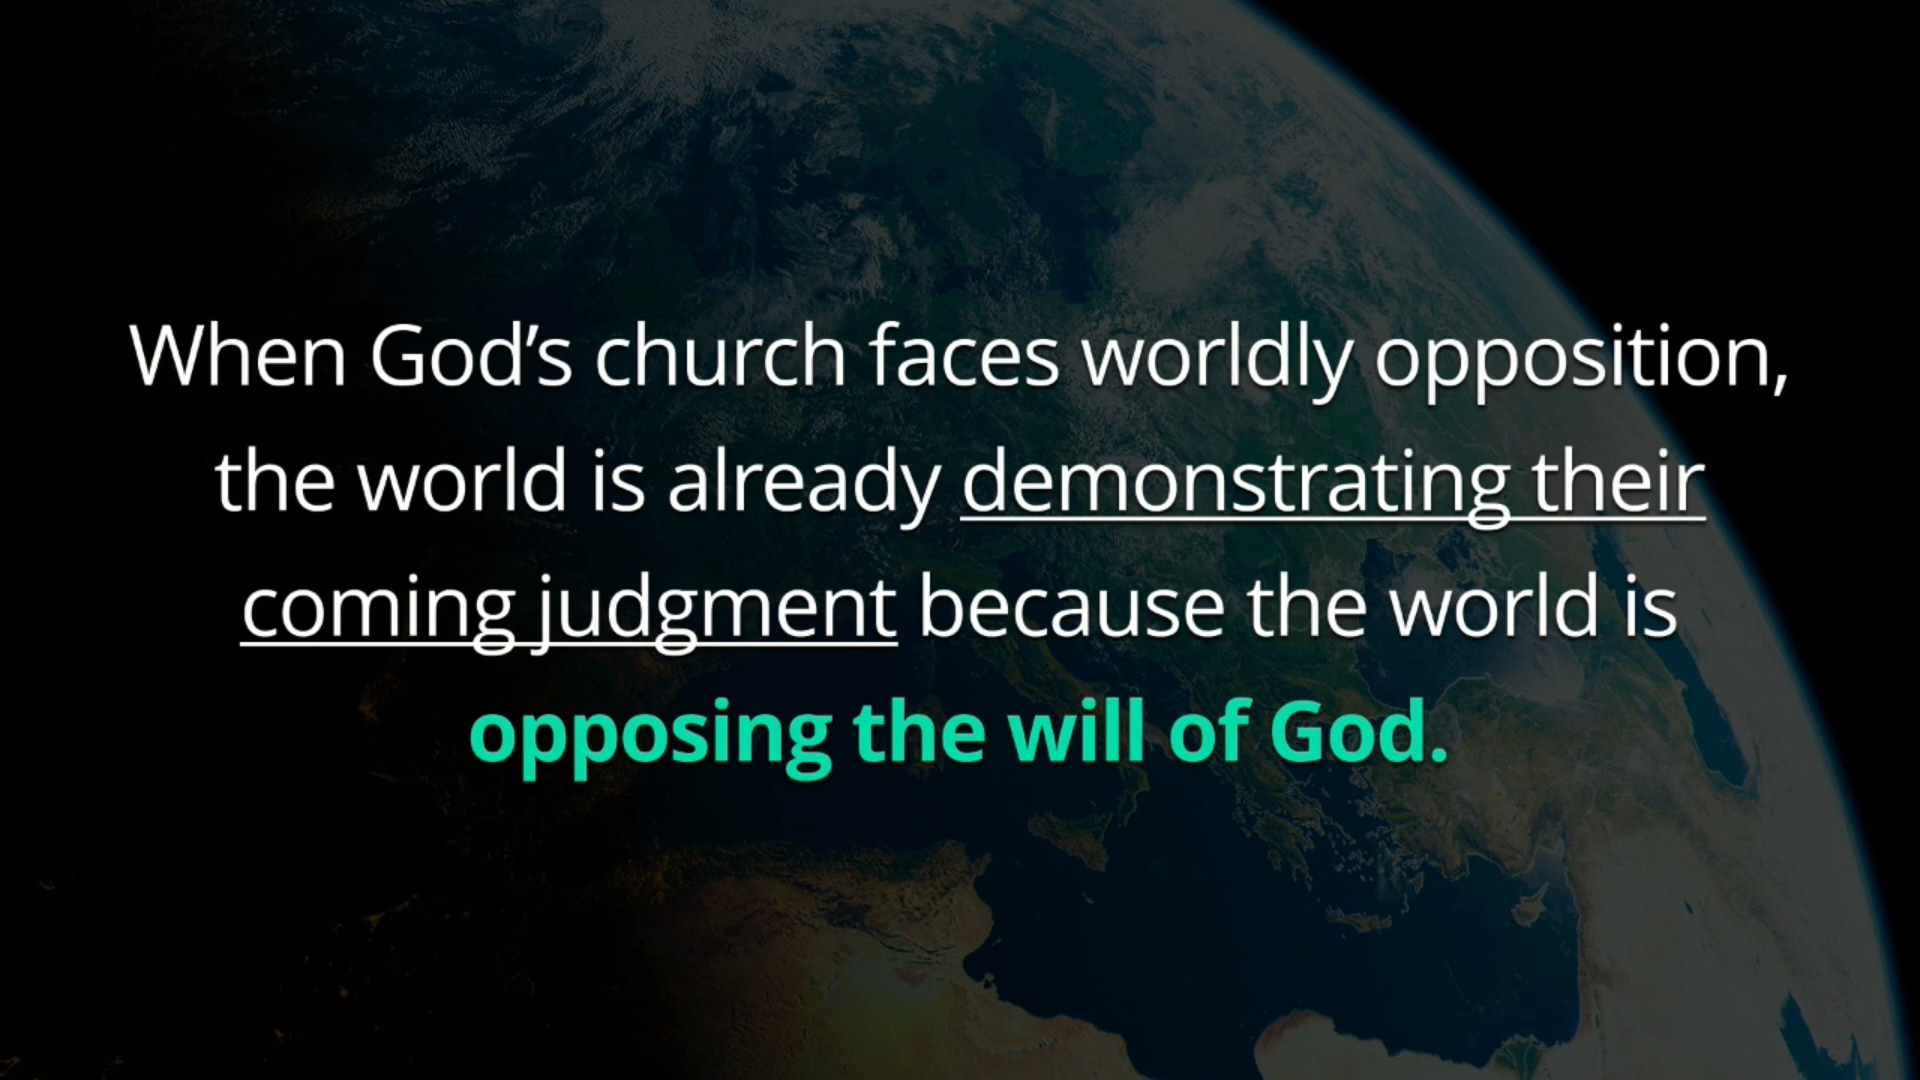 When God’s church faces worldly opposition,
the world is already demonstrating their
coming judgment because the world is
opposing the will of God.